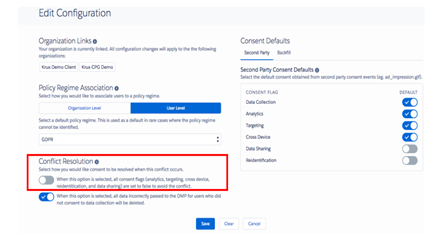 Edit Configuration
Organization Links
Your organization is currently linked. All configuration changes will apply to the the following
organizations:
Krux Demo Client Krux CPG Demo
Policy Regime Association
Select how you would like to associate users to a policy regime.
Organization Level User Level
Select a default policy regime. This is used as a default in rare cases where the policy regime
cannot be identified.
GDPR
Conflict Resolution
Select how you would like consent to be resolved when this conflict occurs.
When this option is selected, all consent flags (analytics, targeting, cross device,
reidentification, and data sharing) are set to false to avoid the conflict.
When this option is selected, all data incorrectly passed to the DMP for users who did
not consent to data collection will be deleted.
Consent Defaults
Second Party Backfill
Second Party Consent Defaults
Select the default consent obtained from second party consent events (eg. ad_impression.gif).
CONSENT FLAG DEFAULT
Data Collection
Analytics
Targeting
Cross Device
Data Sharing
Reidentification
Save Clear Cancel